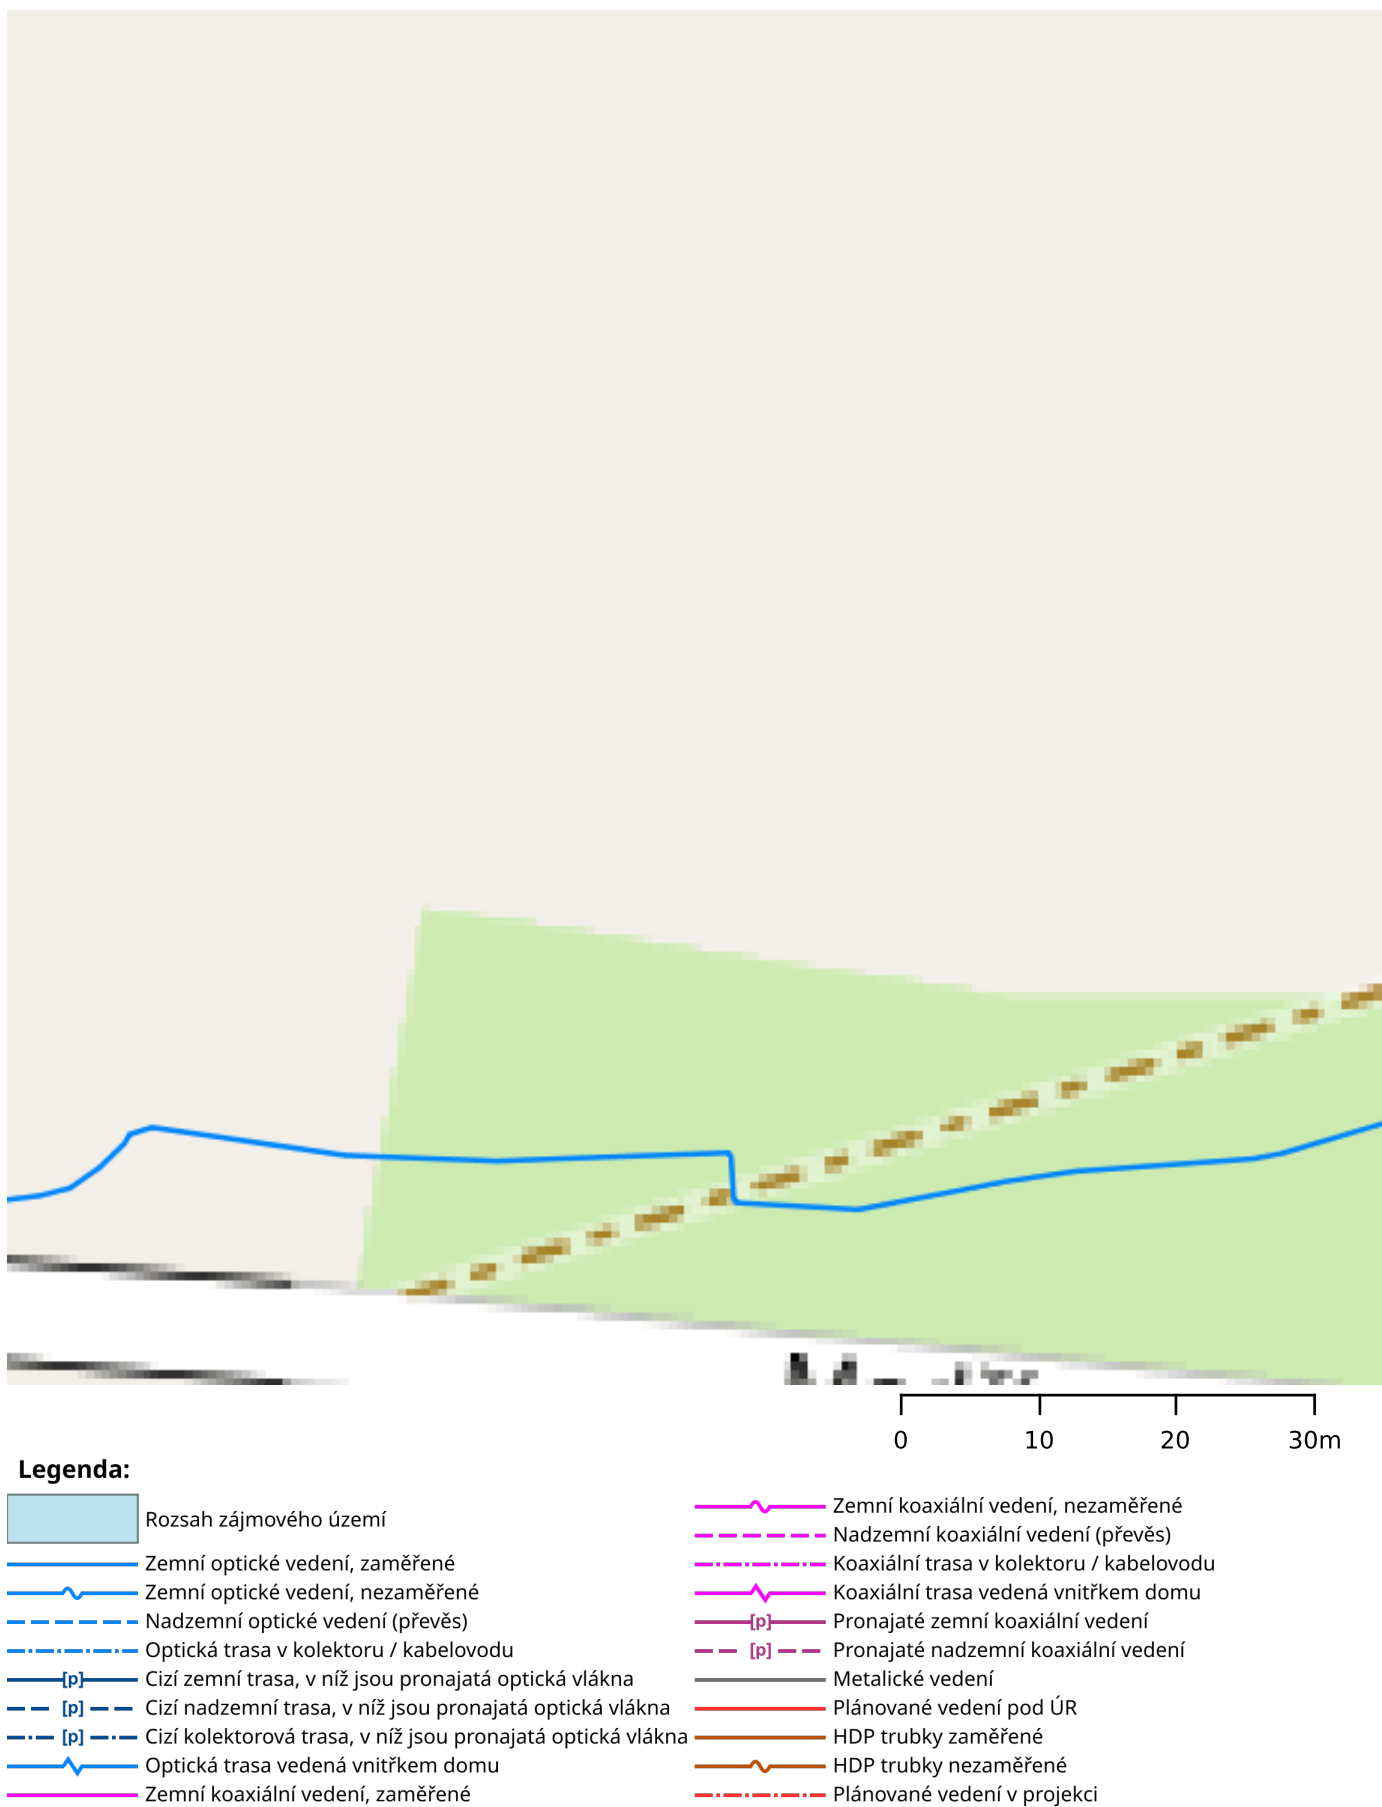 0 10 20 30m
Legenda:
Rozsah zájmového území
Zemní optické vedení, zaměřené
Zemní optické vedení, nezaměřené
Nadzemní optické vedení (převěs)
Optická trasa v kolektoru / kabelovodu
[p] Cizí zemní trasa, v níž jsou pronajatá optická vlákna
[p] Cizí nadzemní trasa, v níž jsou pronajatá optická vlákna
[p] Cizí kolektorová trasa, v níž jsou pronajatá optická vlákna
Optická trasa vedená vnitřkem domu
Zemní koaxiální vedení, zaměřené
Zemní koaxiální vedení, nezaměřené
Nadzemní koaxiální vedení (převěs)
Koaxiální trasa v kolektoru / kabelovodu
Koaxiální trasa vedená vnitřkem domu
[p] Pronajaté zemní koaxiální vedení
[p] Pronajaté nadzemní koaxiální vedení
Metalické vedení
Plánované vedení pod ÚR
HDP trubky zaměřené
HDP trubky nezaměřené
Plánované vedení v projekci